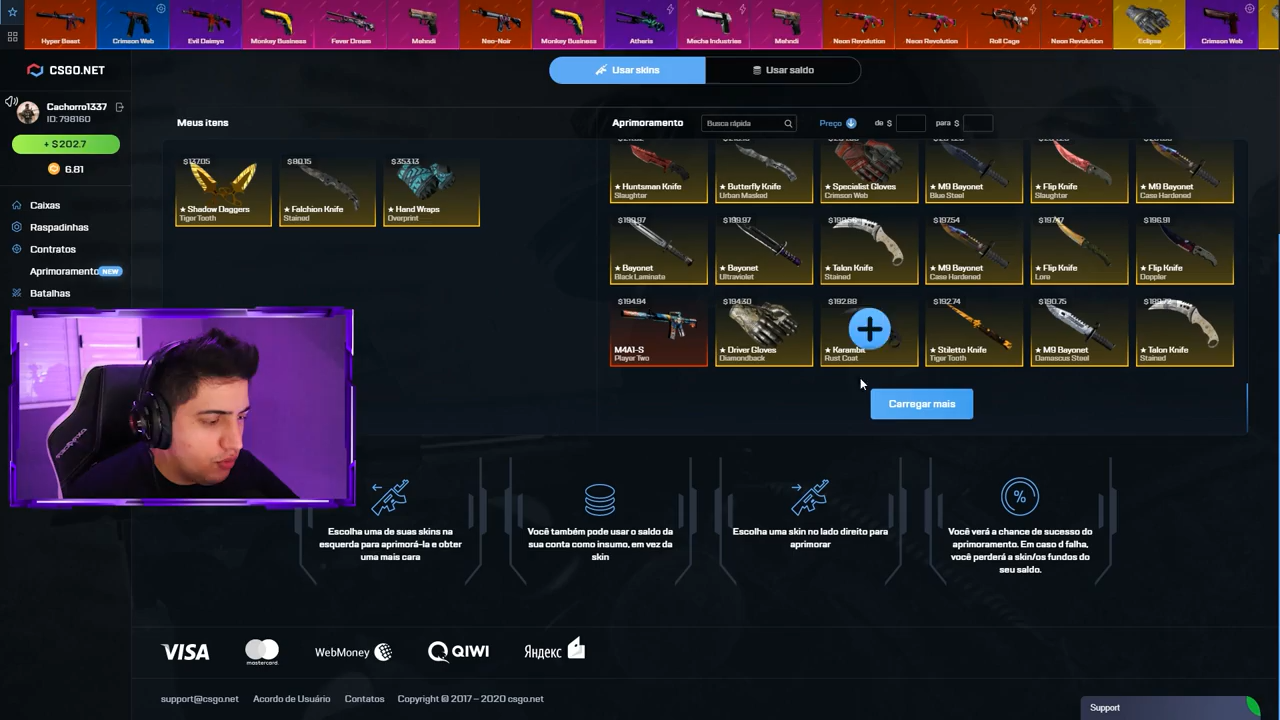 Hyper Beast
Crimson Web
Evil Daimyo
Monkey Business
Fever Dream
Mehndi
Neo-Noir
Monkey Business
Atheris
Mecha Industries
Mehndi
Neon Revolution
Neon Revolution
Roll Cage
Neon Revolution
Eclipse
Crimson Web
CSGO.NET
Usar skins
Usar saldo
Cachorro1337
ID: 798160
+ $ 202.7
6.81
Meus itens
Aprimoramento
Busca rápida
Preço
de $
para $
Caixas
Raspadinhas
Contratos
Aprimoramento NEW
Batalhas
$137.05
★ Shadow Daggers
Tiger Tooth
$80.15
★ Falchion Knife
Stained
$353.13
★ Hand Wraps
Overprint
★ Huntsman Knife
Slaughter
★ Butterfly Knife
Urban Masked
★ Specialist Gloves
Crimson Web
★ M9 Bayonet
Blue Steel
★ Flip Knife
Slaughter
★ M9 Bayonet
Case Hardened
$199.97
★ Bayonet
Black Laminate
$199.97
★ Bayonet
Ultraviolet
★ Talon Knife
Stained
$197.54
★ M9 Bayonet
Case Hardened
★ Flip Knife
Lore
$196.91
★ Flip Knife
Doppler
$194.94
M4A1-S
Player Two
$194.30
★ Driver Gloves
Diamondback
$192.88
★ Karambit
Rust Coat
$192.74
★ Stiletto Knife
Tiger Tooth
$190.75
★ M9 Bayonet
Damascus Steel
★ Talon Knife
Stained
Carregar mais
Escolha uma de suas skins na
esquerda para aprimorá-la e obter
uma mais cara
Você também pode usar o saldo da
sua conta como insumo, em vez da
skin
Escolha uma skin no lado direito para
aprimorar
%
Você verá a chance de sucesso do
aprimoramento. Em caso d falha,
você perderá a skin/os fundos do
seu saldo.
VISA
mastercard
WebMoney
QIWI
Яндекс
support@csgo.net
Acordo de Usuário
Contatos
Copyright © 2017 – 2020 csgo.net
Support